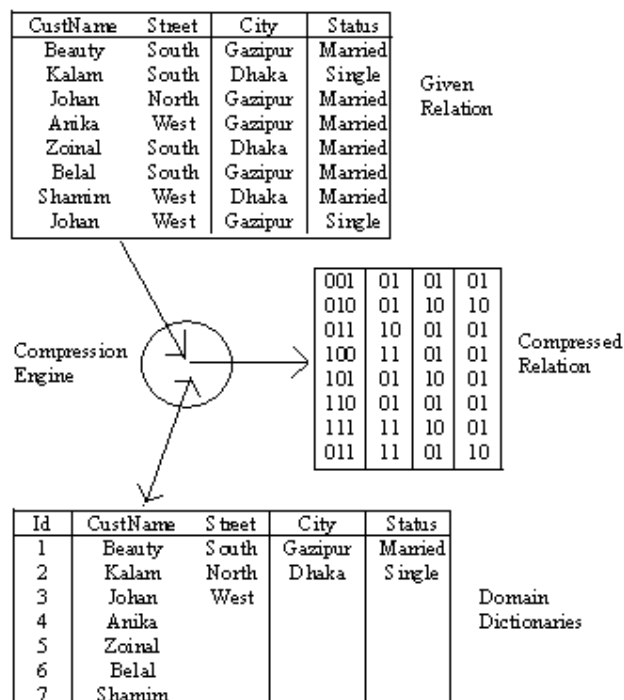 CustName Street City Status
Beauty South Gazipur Married
Kalam South Dhaka Single
Johan North Gazipur Married
Anika West Gazipur Married
Zoinal South Dhaka Married
Belal South Gazipur Married
Shamim West Dhaka Married
Johan West Gazipur Single
Given
Relation
001 01 01 01
010 01 10 10
011 10 01 01
100 11 01 01
101 01 10 01
110 01 01 01
111 11 10 01
011 11 01 10
Compression
Engine
Compressed
Relation
Id CustName Street City Status
1 Beauty South Gazipur Married
2 Kalam North Dhaka Single
3 Johan West
4 Anika
5 Zoinal
6 Belal
7 Shamim
Domain
Dictionaries